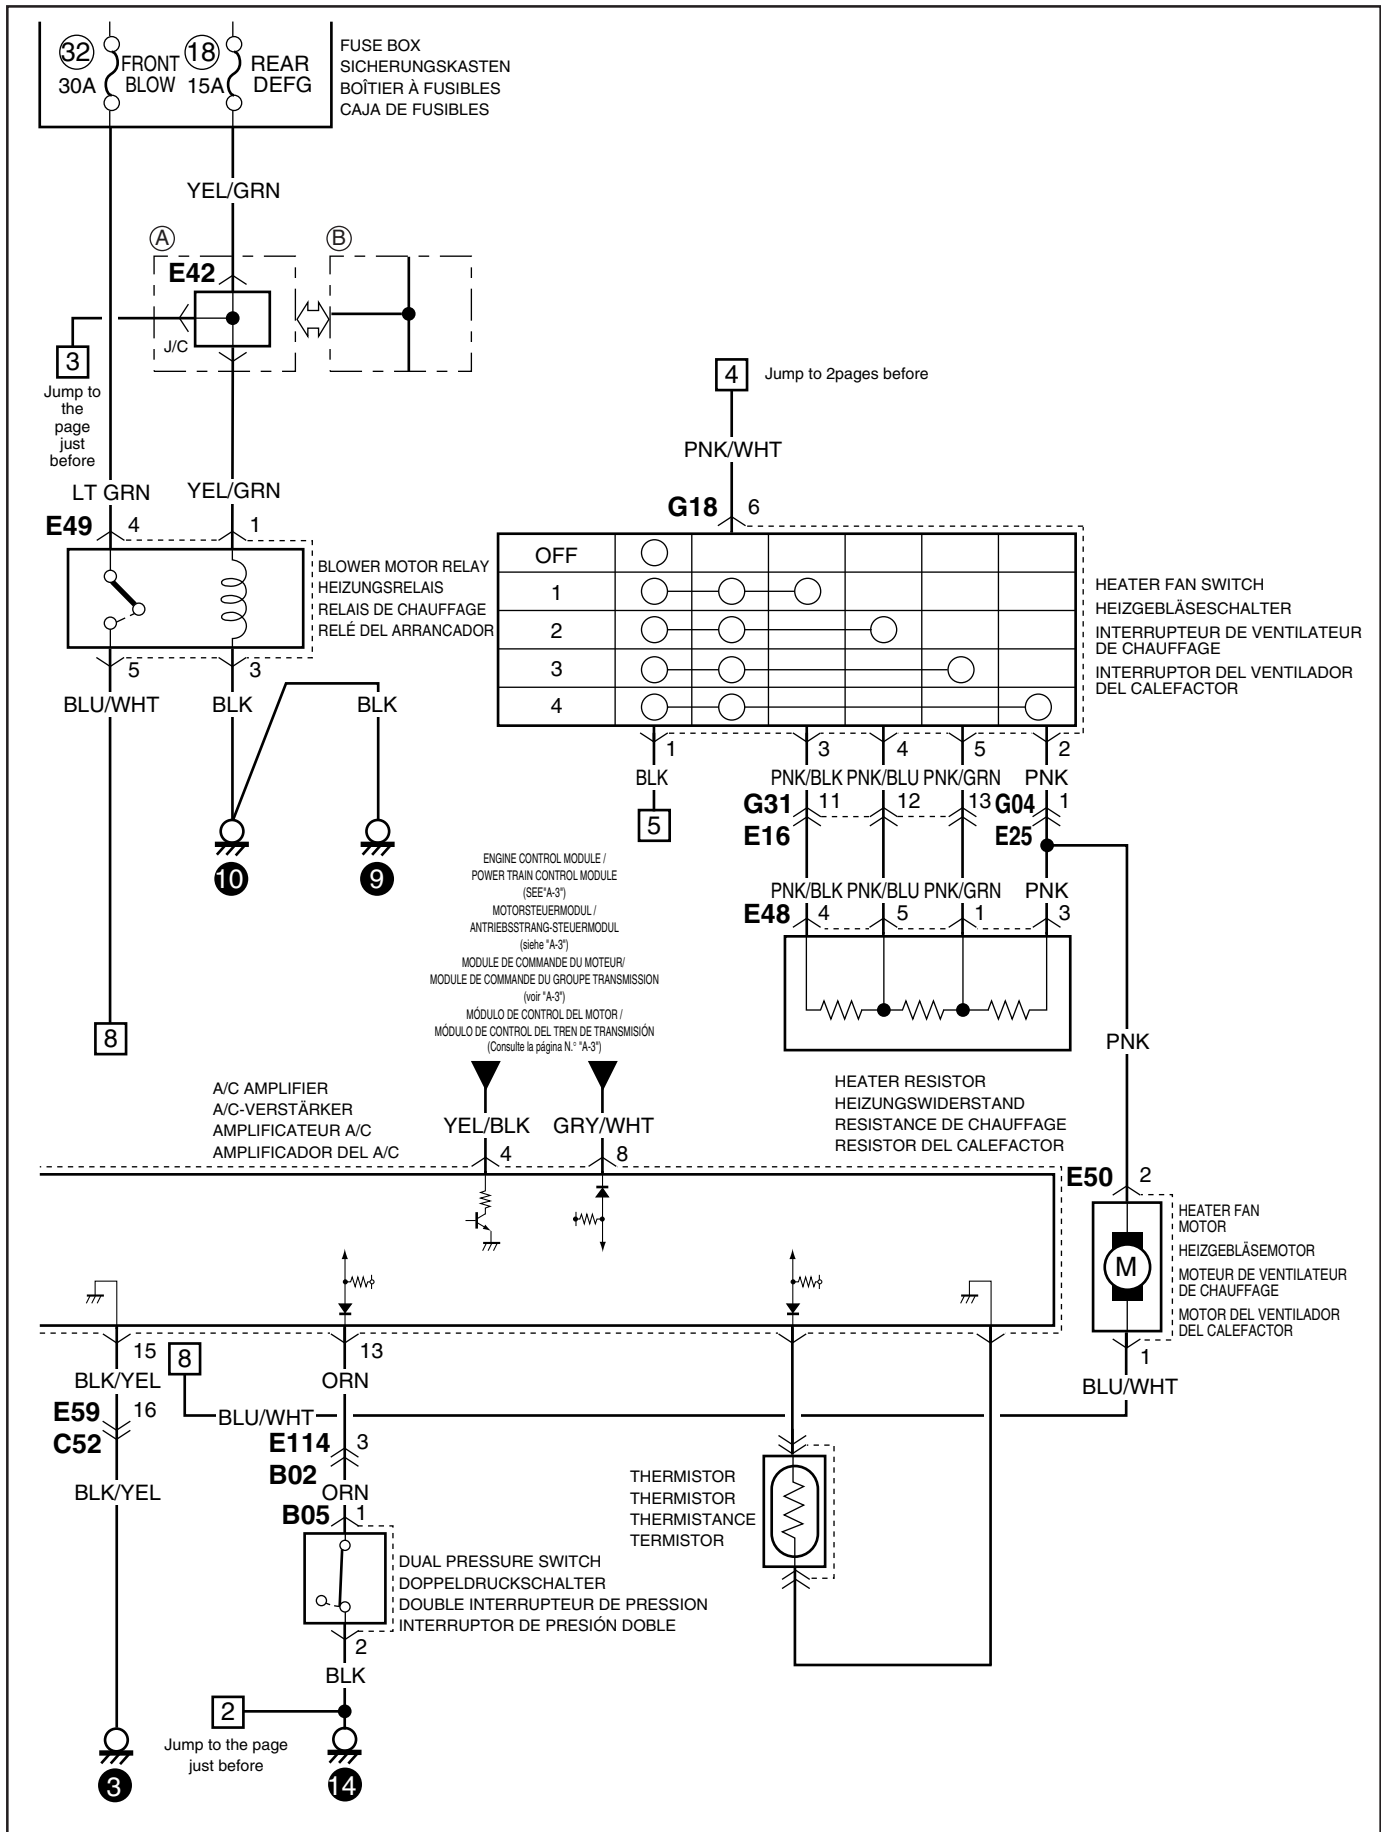 32
30A
FRONT
BLOW
18
15A
REAR
DEFG
FUSE BOX
SICHERUNGSKASTEN
BOÎTIER À FUSIBLES
CAJA DE FUSIBLES
YEL/GRN
A
B
E42
J/C
3
Jump to
the
page
just
before
4
Jump to 2pages before
PNK/WHT
LT GRN
YEL/GRN
E49
4
1
G18
6
BLOWER MOTOR RELAY
HEIZUNGSRELAIS
RELAIS DE CHAUFFAGE
RELÉ DEL ARRANCADOR
OFF
1
2
3
4
HEATER FAN SWITCH
HEIZGEBLÄSESCHALTER
INTERRUPTEUR DE VENTILATEUR
DE CHAUFFAGE
INTERRUPTOR DEL VENTILADOR
DEL CALEFACTOR
5
3
BLU/WHT
BLK
BLK
10
9
8
1
3
4
5
2
BLK
PNK/BLK
PNK/BLU
PNK/GRN
PNK
5
G31
11
12
13
G04
1
E16
E25
PNK/BLK
PNK/BLU
PNK/GRN
PNK
E48
4
5
1
3
ENGINE CONTROL MODULE /
POWER TRAIN CONTROL MODULE
(SEE"A-3")
MOTORSTEUERMODUL /
ANTRIEBSSTRANG-STEUERMODUL
(siehe "A-3")
MODULE DE COMMANDE DU MOTEUR/
MODULE DE COMMANDE DU GROUPE TRANSMISSION
(voir "A-3")
MÓDULO DE CONTROL DEL MOTOR /
MÓDULO DE CONTROL DEL TREN DE TRANSMISIÓN
(Consulte la página N.° "A-3")
PNK
HEATER RESISTOR
HEIZUNGSWIDERSTAND
RESISTANCE DE CHAUFFAGE
RESISTOR DEL CALEFACTOR
A/C AMPLIFIER
A/C-VERSTÄRKER
AMPLIFICATEUR A/C
AMPLIFICADOR DEL A/C
YEL/BLK
GRY/WHT
4
8
E50
2
HEATER FAN
MOTOR
HEIZGEBLÄSEMOTOR
MOTEUR DE VENTILATEUR
DE CHAUFFAGE
MOTOR DEL VENTILADOR
DEL CALEFACTOR
M
1
BLU/WHT
15
8
13
BLK/YEL
ORN
E59
16
C52
BLU/WHT
E114
3
B02
BLK/YEL
ORN
B05
1
THERMISTOR
THERMISTOR
THERMISTANCE
TERMISTOR
DUAL PRESSURE SWITCH
DOPPELDRUCKSCHALTER
DOUBLE INTERRUPTEUR DE PRESSION
INTERRUPTOR DE PRESIÓN DOBLE
2
BLK
2
Jump to the page
just before
3
14